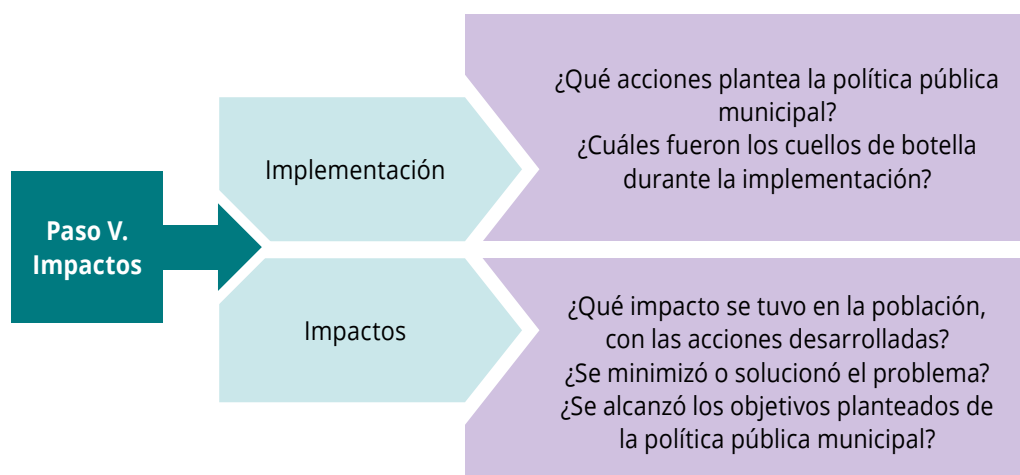 Paso V.
Impactos
Implementación
¿Qué acciones plantea la política pública
municipal?
¿Cuáles fueron los cuellos de botella
durante la implementación?
Impactos
¿Qué impacto se tuvo en la población,
con las acciones desarrolladas?
¿Se minimizó o solucionó el problema?
¿Se alcanzó los objetivos planteados de
la política pública municipal?